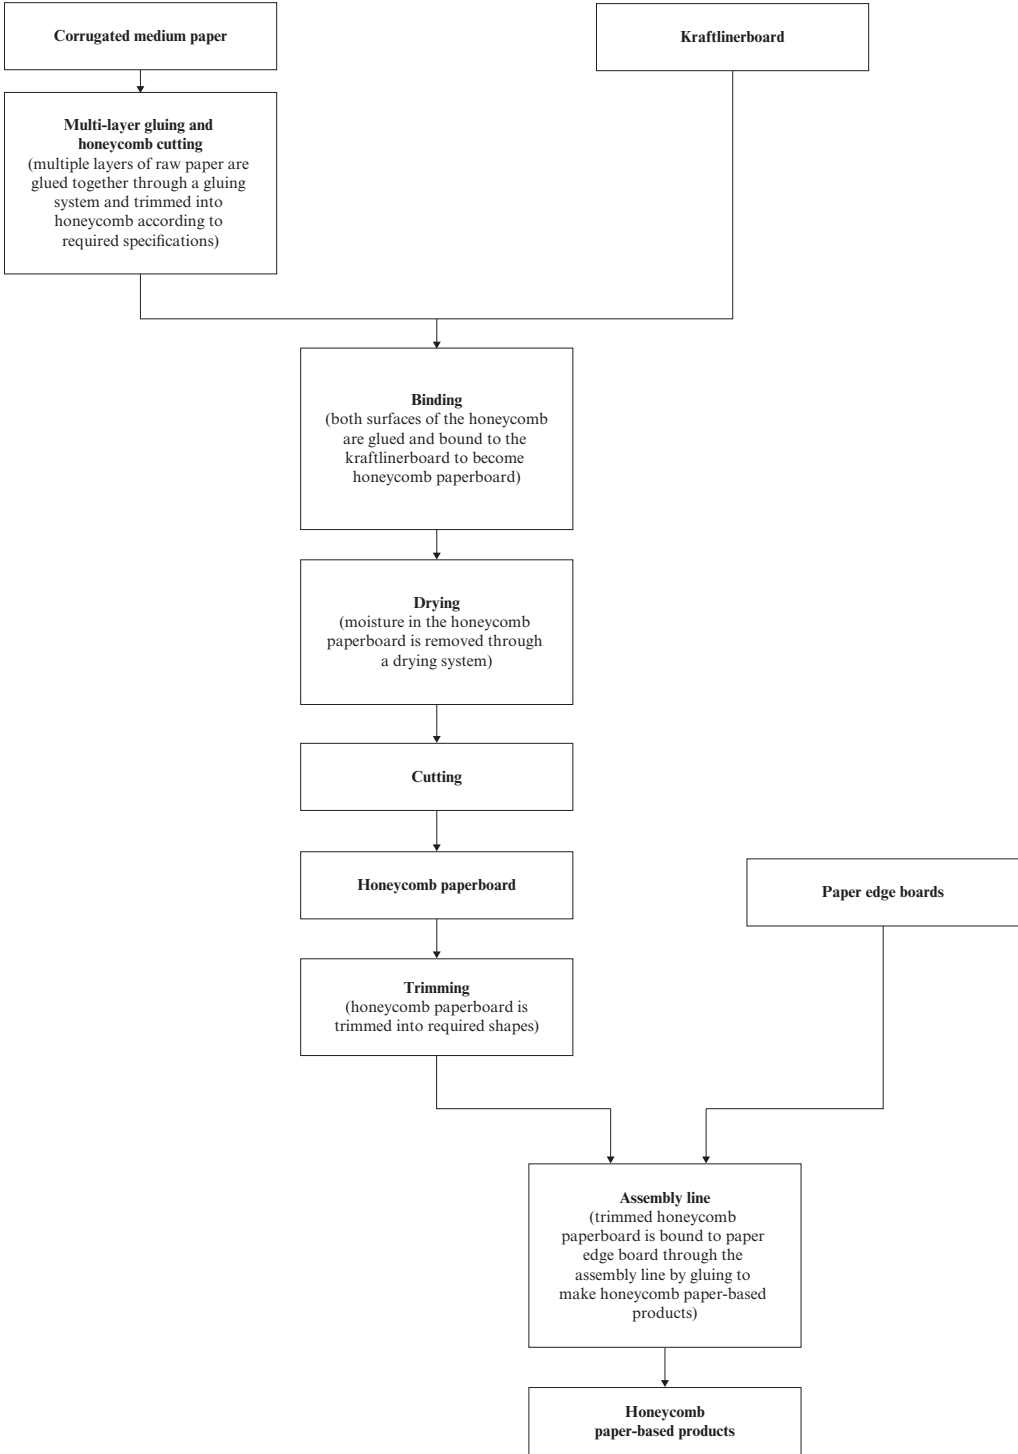 Corrugated medium paper
Kraftlinerboard
Multi-layer gluing and
honeycomb cutting
(multiple layers of raw paper are
glued together through a gluing
system and trimmed into
honeycomb according to
required specifications)
Binding
(both surfaces of the honeycomb
are glued and bound to the
kraftlinerboard to become
honeycomb paperboard)
Drying
(moisture in the honeycomb
paperboard is removed through
a drying system)
Cutting
Honeycomb paperboard
Paper edge boards
Trimming
(honeycomb paperboard is
trimmed into required shapes)
Assembly line
(trimmed honeycomb
paperboard is bound to paper
edge board through the
assembly line by gluing to
make honeycomb paper-based
products)
Honeycomb
paper-based products